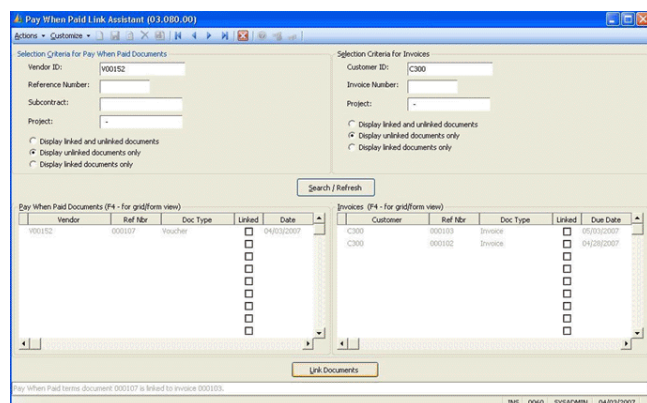 Pay When Paid Link Assistant (03.080.00)
Actions Customize
Selection Criteria for Pay When Paid Documents
Vendor ID: V00152
Reference Number:
Subcontract:
Project: -
Display linked and unlinked documents
Display unlinked documents only
Display linked documents only
Selection Criteria for Invoices
Customer ID: C300
Invoice Number:
Project: -
Display linked and unlinked documents
Display unlinked documents only
Display linked documents only
Search / Refresh
Pay When Paid Documents (F4 - for grid/form view)
Vendor Ref Nbr Doc Type Linked Date
V00152 000107 Voucher 04/03/2007
Invoices (F4 - for grid/form view)
Customer Ref Nbr Doc Type Linked Due Date
C300 000103 Invoice 05/03/2007
C300 000102 Invoice 04/28/2007
Link Documents
Pay When Paid terms document 000107 is linked to invoice 000103.
INS 0060 SYSADMIN 04/03/2007